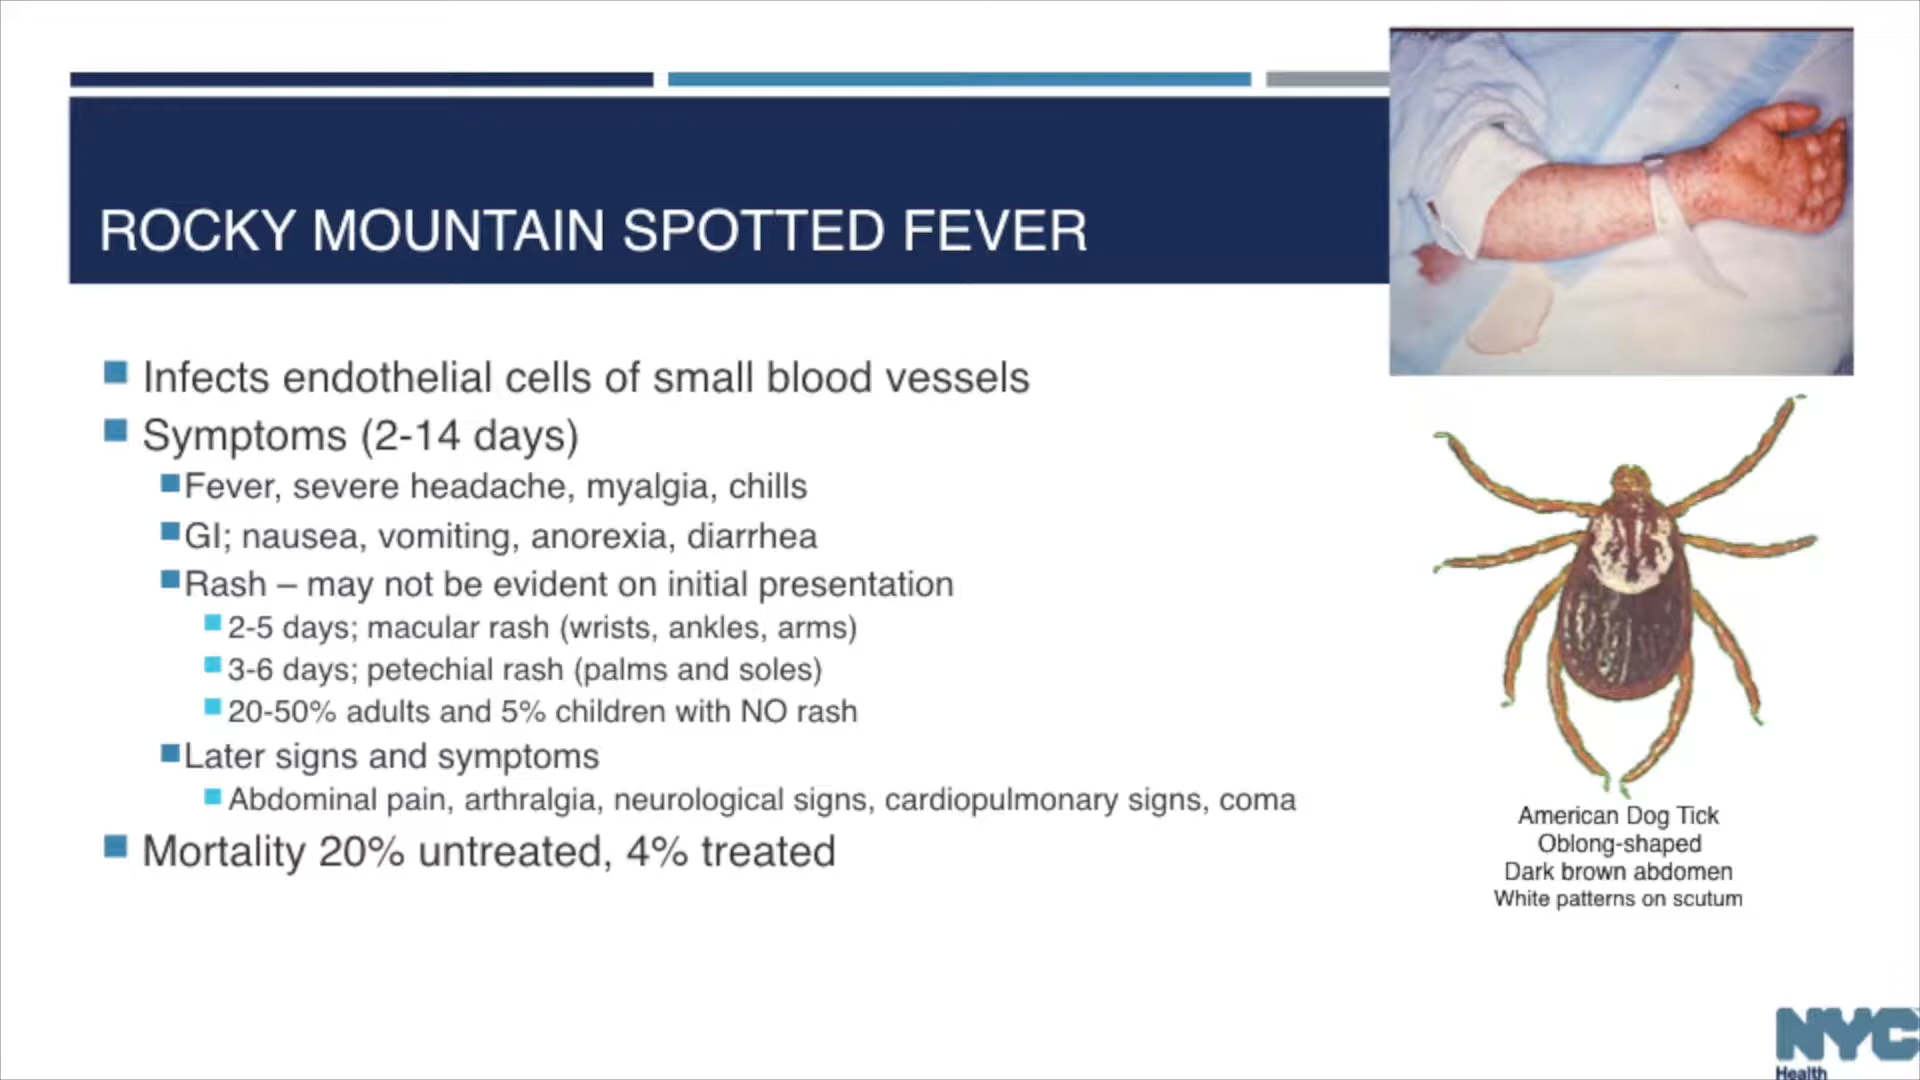 ROCKY MOUNTAIN SPOTTED FEVER
Infects endothelial cells of small blood vessels
Symptoms (2-14 days)
Fever, severe headache, myalgia, chills
GI; nausea, vomiting, anorexia, diarrhea
Rash – may not be evident on initial presentation
2-5 days; macular rash (wrists, ankles, arms)
3-6 days; petechial rash (palms and soles)
20-50% adults and 5% children with NO rash
Later signs and symptoms
Abdominal pain, arthralgia, neurological signs, cardiopulmonary signs, coma
Mortality 20% untreated, 4% treated
American Dog Tick
Oblong-shaped
Dark brown abdomen
White patterns on scutum
NYC
Health